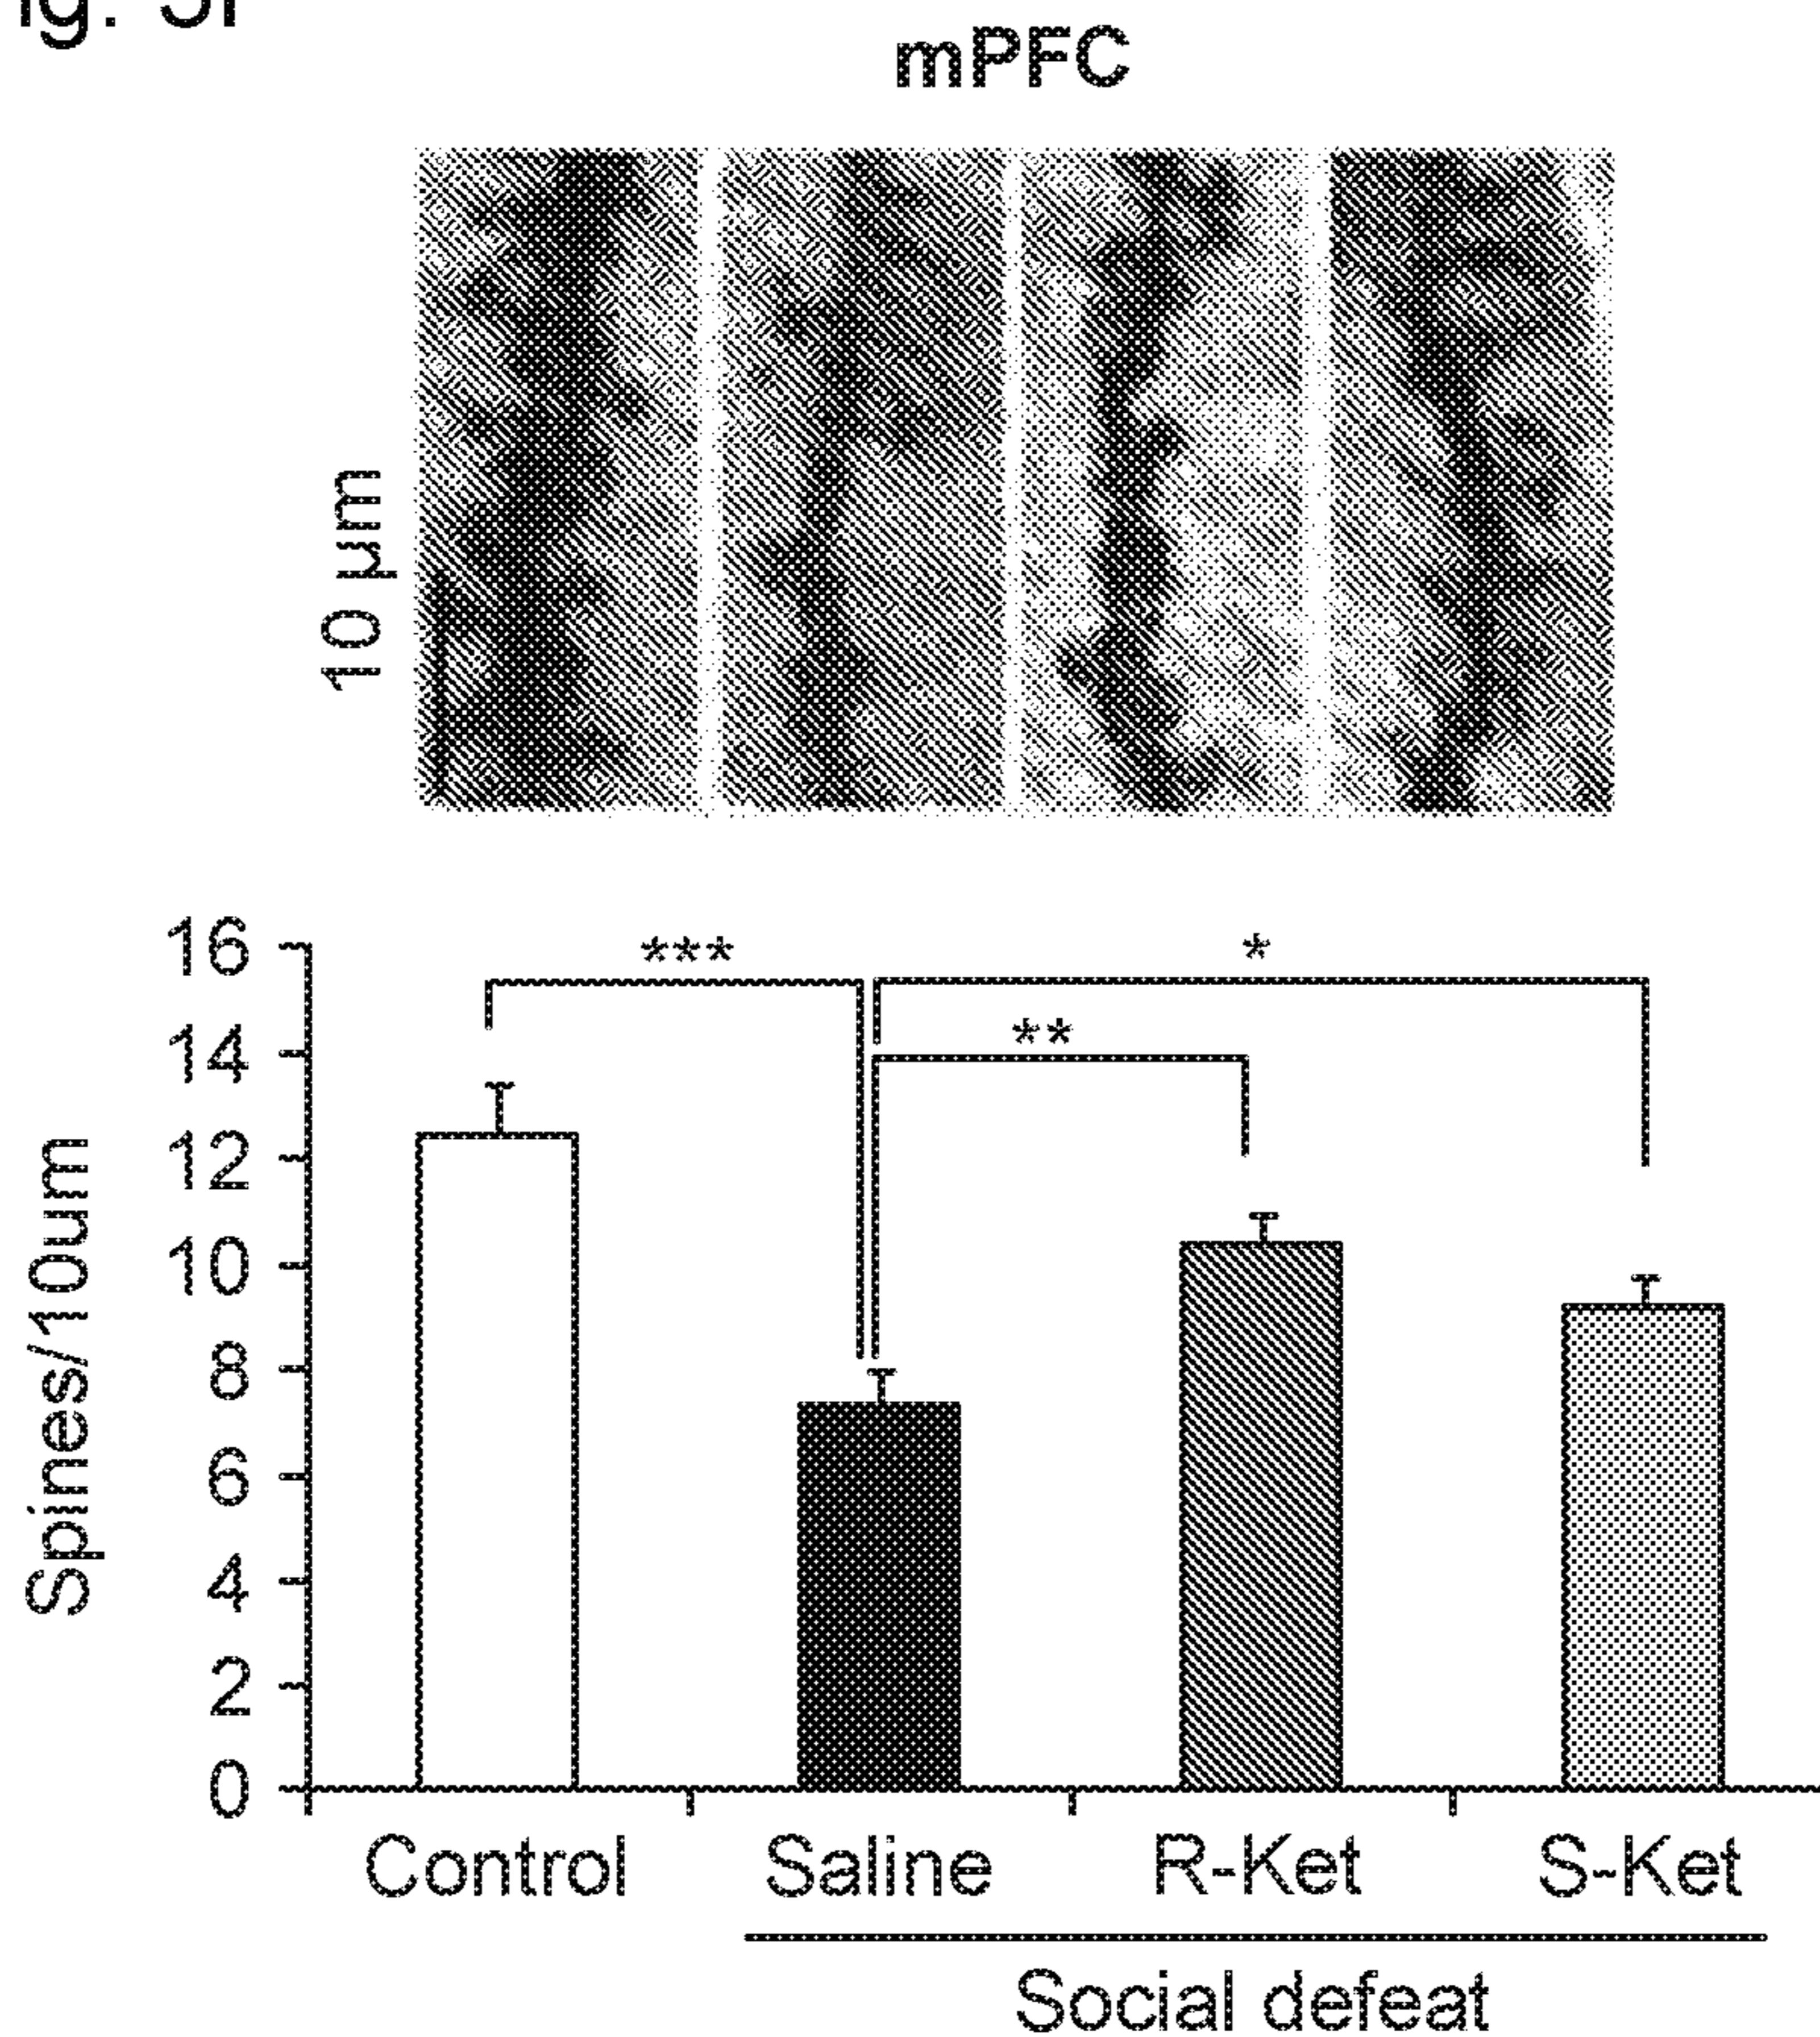 mPFC
10 µm
***
*
**
16
14
12
10
8
6
4
2
0
Spines/10um
Control Saline R-Ket S-Ket
Social defeat